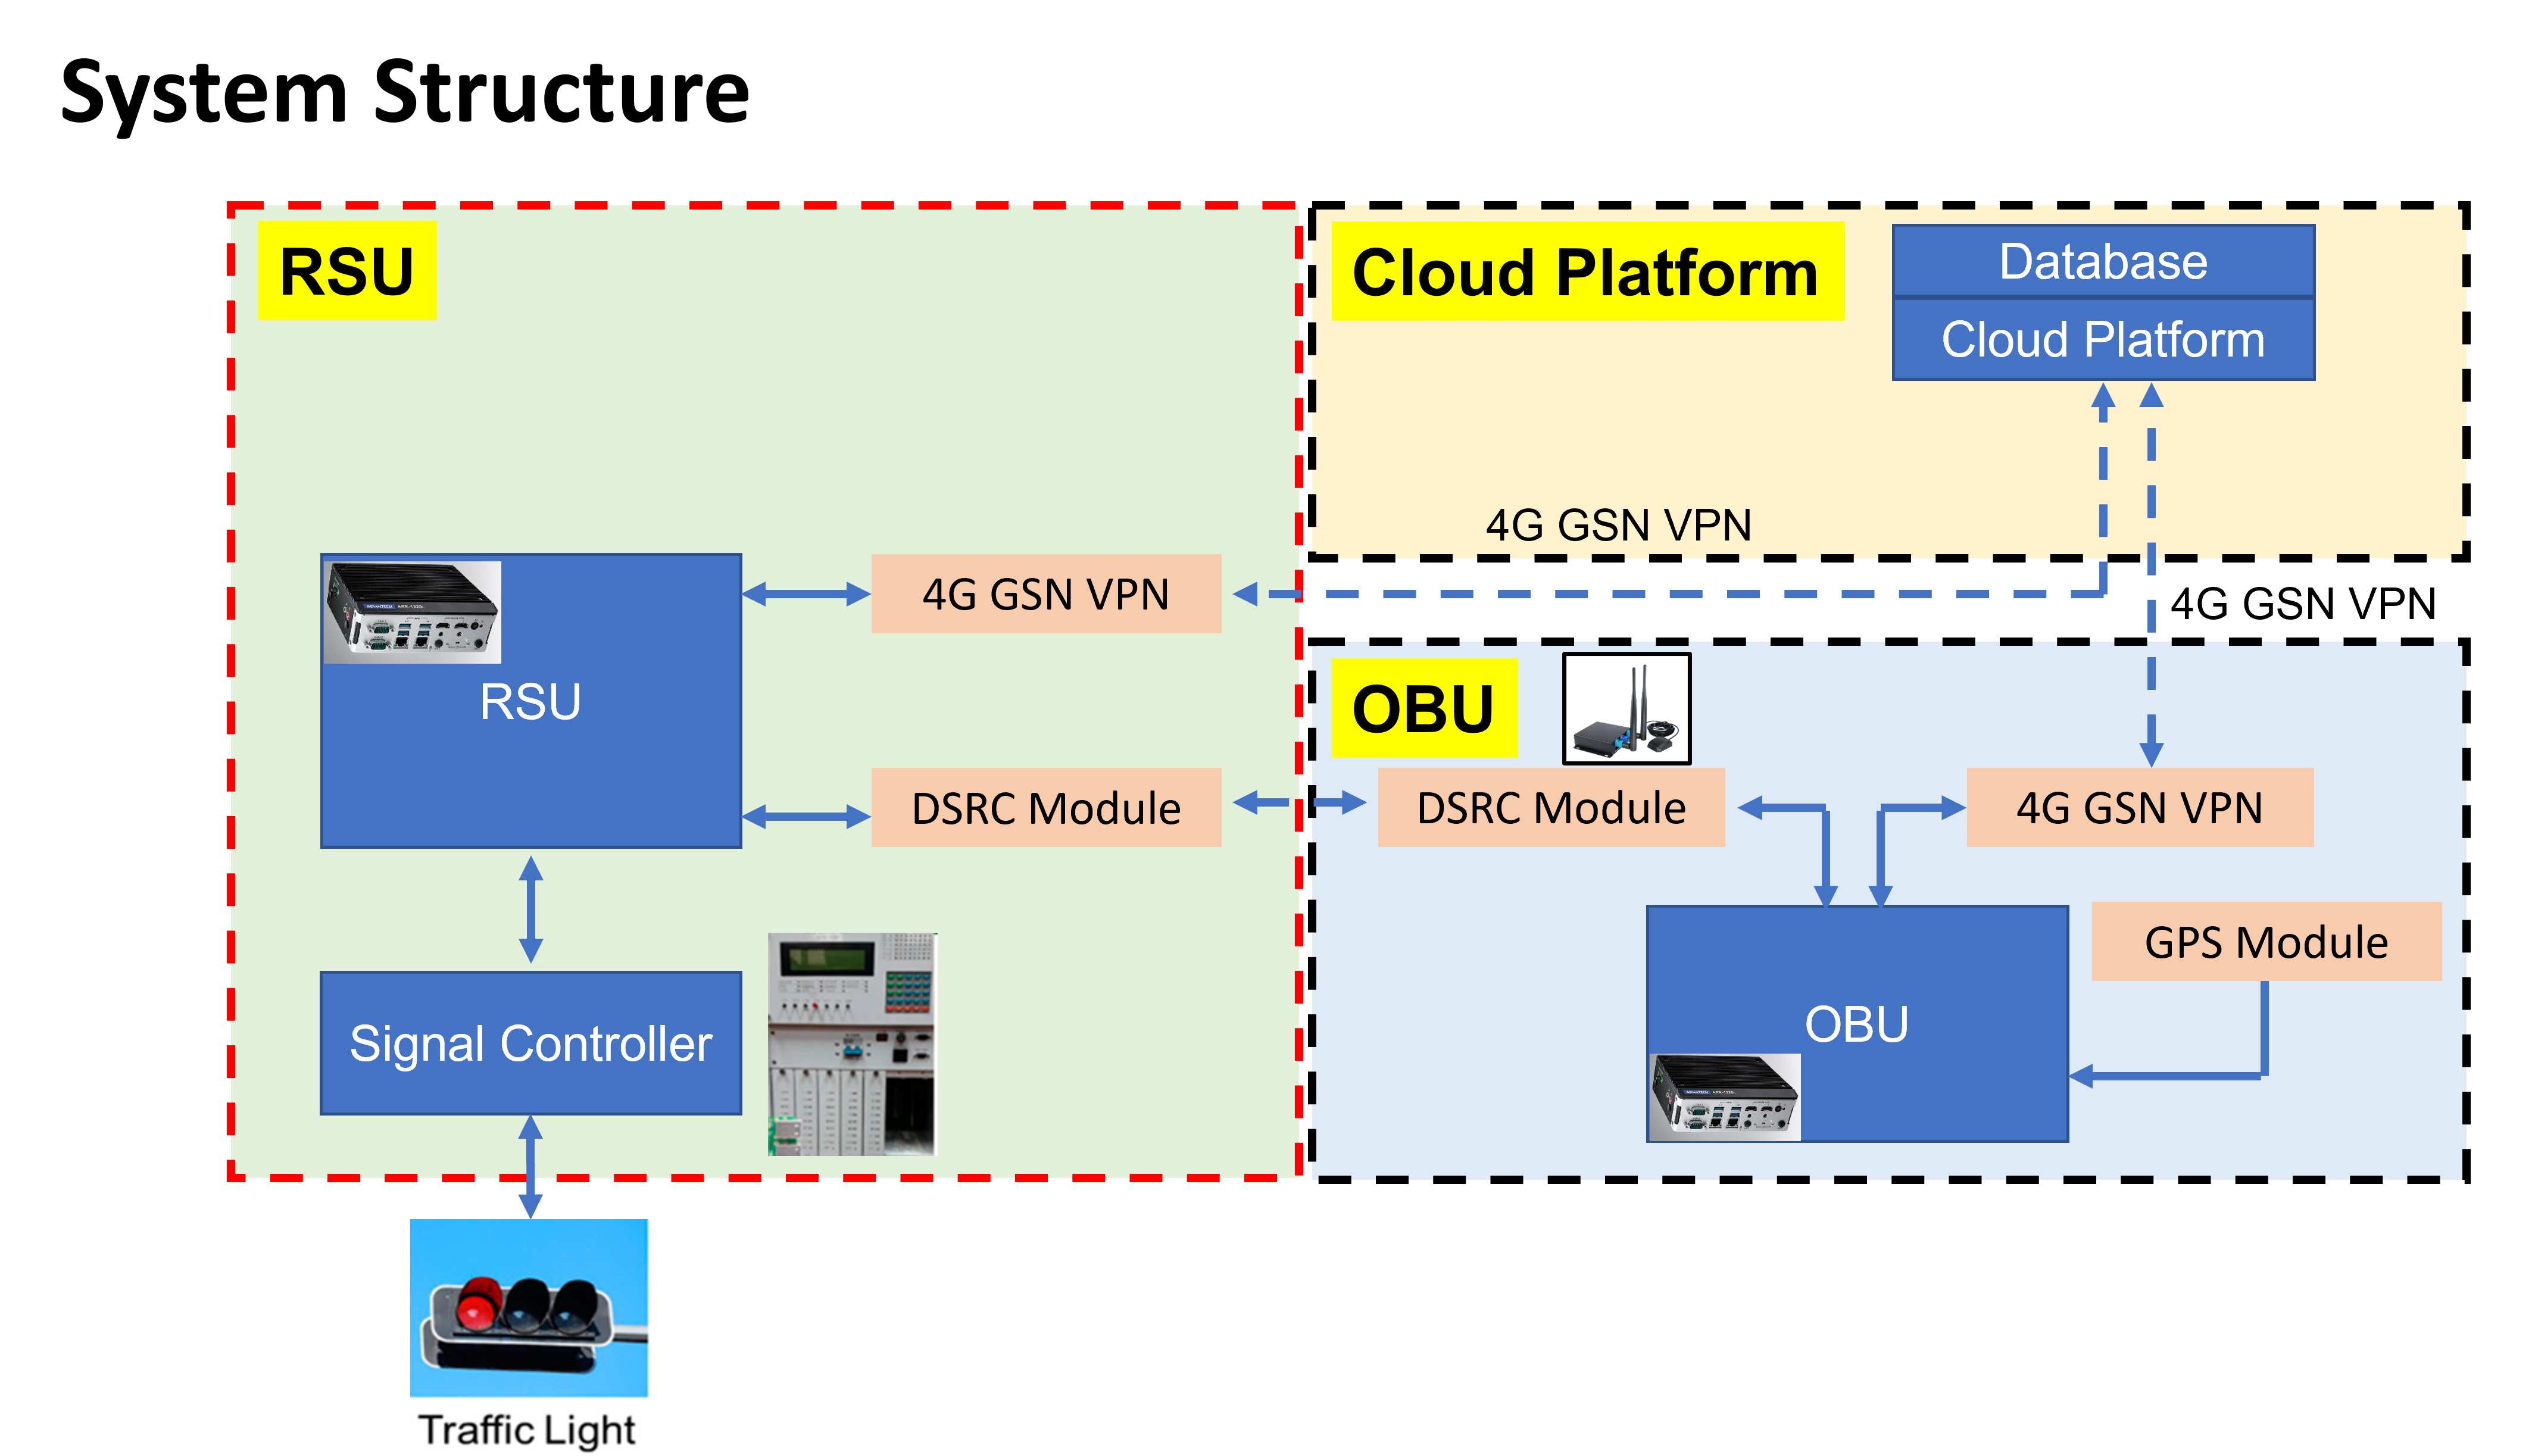 System Structure
RSU
Cloud Platform
Database
Cloud Platform
4G GSN VPN
RSU
4G GSN VPN
4G GSN VPN
OBU
DSRC Module
DSRC Module
4G GSN VPN
GPS Module
OBU
Signal Controller
Traffic Light